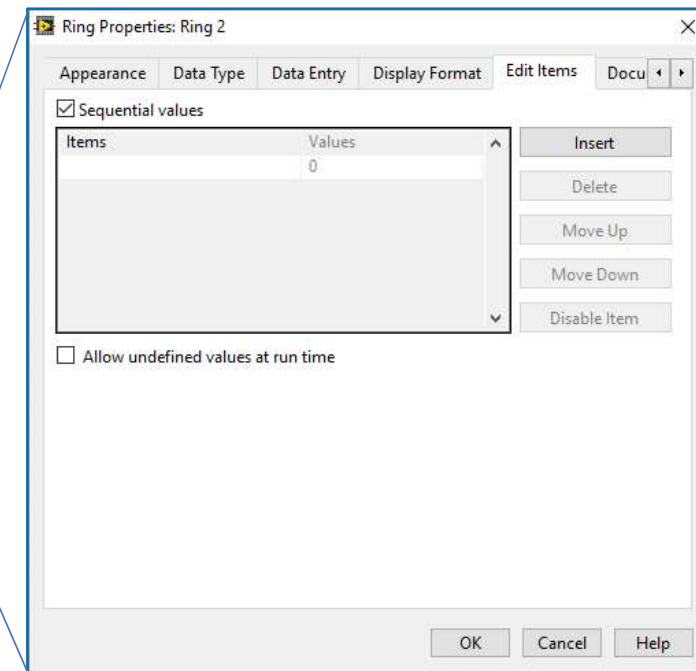 Ring Properties: Ring 2
Appearance Data Type Data Entry Display Format Edit Items Docu
Sequential values
Items Values
0
Insert
Delete
Move Up
Move Down
Disable Item
Allow undefined values at run time
OK Cancel Help